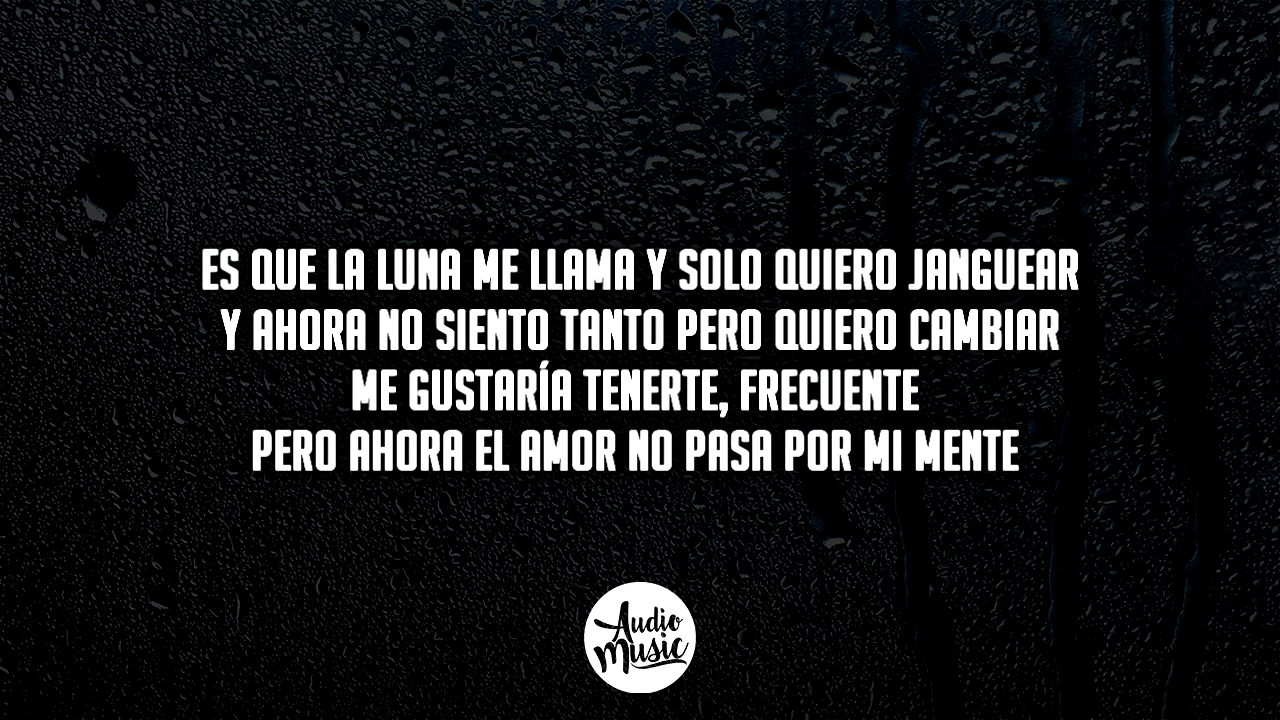 ES QUE LA LUNA ME LLAMA Y SOLO QUIERO JANGUEAR
Y AHORA NO SIENTO TANTO PERO QUIERO CAMBIAR
ME GUSTARÍA TENERTE, FRECUENTE
PERO AHORA EL AMOR NO PASA POR MI MENTE
Audio
Music